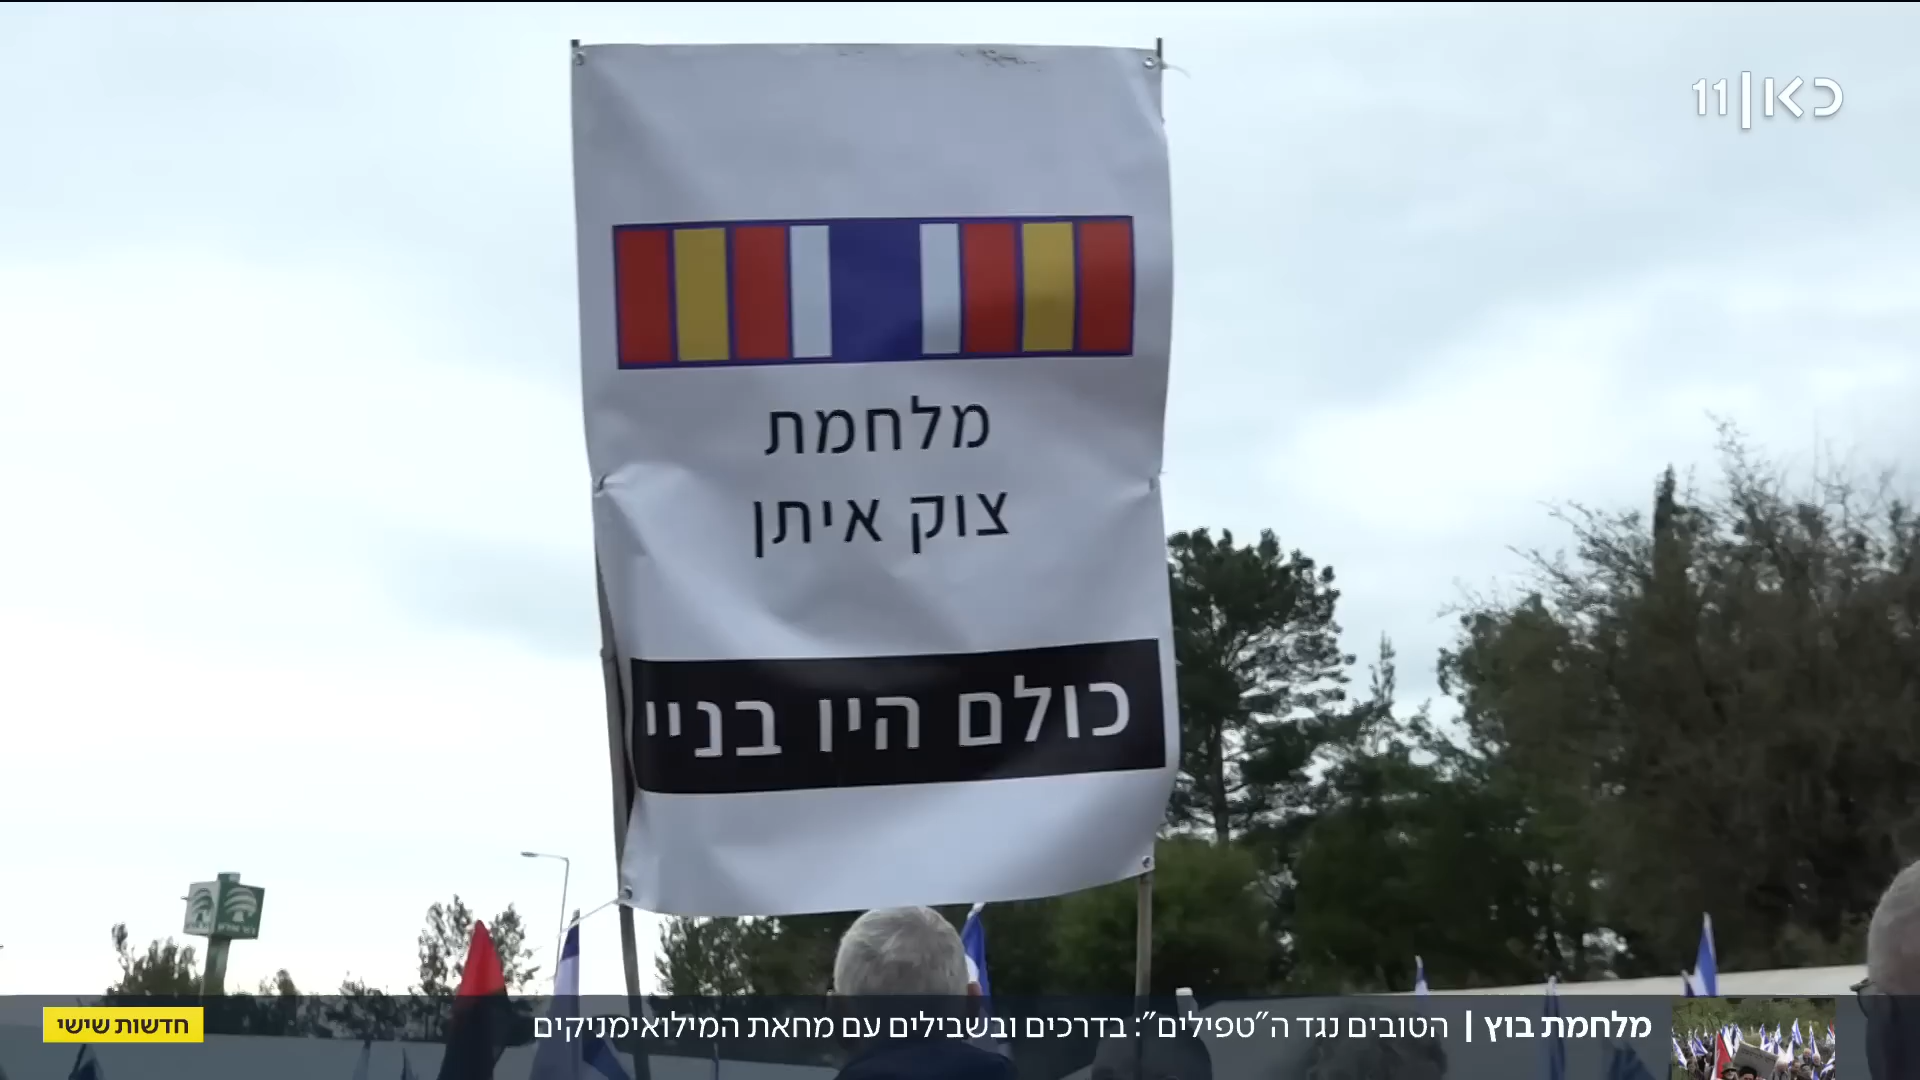 כאן 11
מלחמת
צוק איתן
כולם היו בניי
מלחמת בוץ | הטובים נגד ה״טפילים״: בדרכים ובשבילים עם מחאת המילואימניקים
חדשות שישי